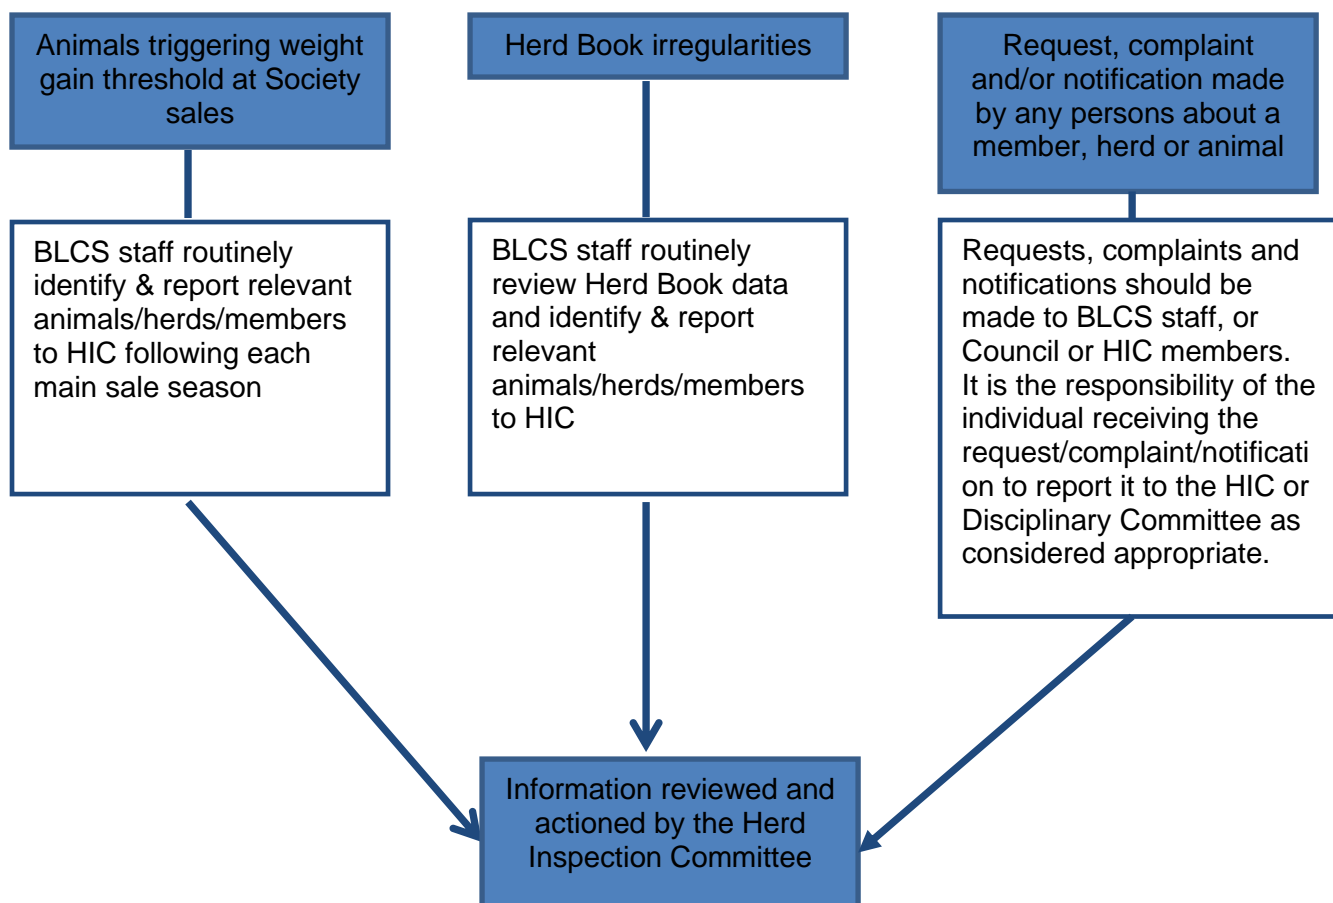 Animals triggering weight
gain threshold at Society
sales
Herd Book irregularities
Request, complaint
and/or notification made
by any persons about a
member, herd or animal
BLCS staff routinely
identify & report relevant
animals/herds/members
to HIC following each
main sale season
BLCS staff routinely
review Herd Book data
and identify & report
relevant
animals/herds/members
to HIC
Requests, complaints and
notifications should be
made to BLCS staff, or
Council or HIC members.
It is the responsibility of the
individual receiving the
request/complaint/notificati
on to report it to the HIC or
Disciplinary Committee as
considered appropriate.
Information reviewed and
actioned by the Herd
Inspection Committee